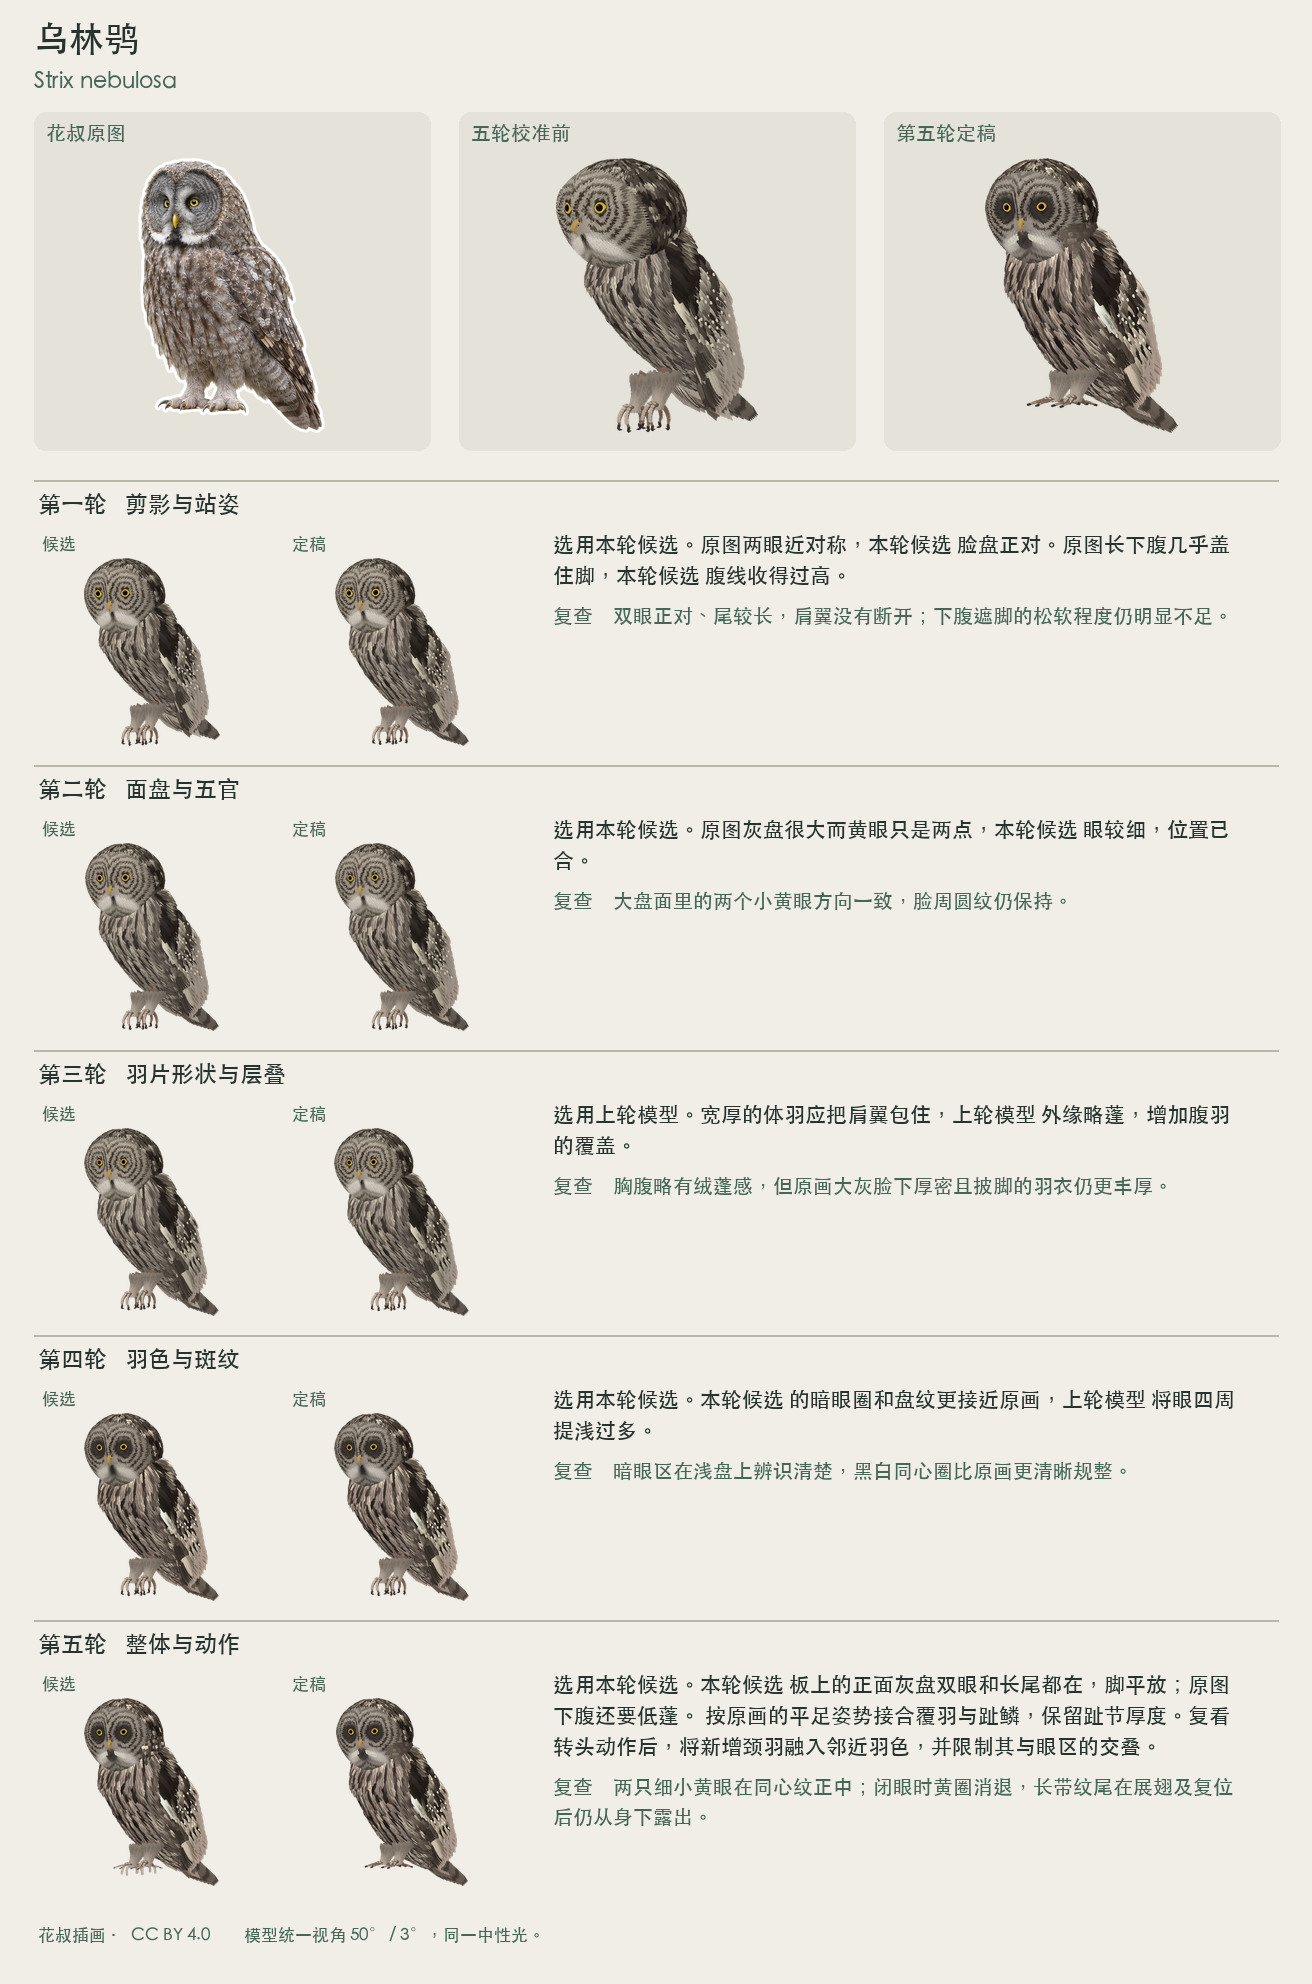 乌林鸮
Strix nebulosa
花叔原图
五轮校准前
第五轮定稿
第一轮 剪影与站姿
候选
定稿
选用本轮候选。原图两眼近对称，本轮候选 脸盘正对。原图长下腹几乎盖
住脚，本轮候选 腹线收得过高。
复查 双眼正对、尾较长，肩翼没有断开；下腹遮脚的松软程度仍明显不足。
第二轮 面盘与五官
候选
定稿
选用本轮候选。原图灰盘很大而黄眼只是两点，本轮候选 眼较细，位置已
合。
复查 大盘面里的两个小黄眼方向一致，脸周圆纹仍保持。
第三轮 羽片形状与层叠
候选
定稿
选用上轮模型。宽厚的体羽应把肩翼包住，上轮模型 外缘略蓬，增加腹羽
的覆盖。
复查 胸腹略有绒蓬感，但原画大灰脸下厚密且披脚的羽衣仍更丰厚。
第四轮 羽色与斑纹
候选
定稿
选用本轮候选。本轮候选 的暗眼圈和盘纹更接近原画，上轮模型 将眼四周
提浅过多。
复查 暗眼区在浅盘上辨识清楚，黑白同心圈比原画更清晰规整。
第五轮 整体与动作
候选
定稿
选用本轮候选。本轮候选 板上的正面灰盘双眼和长尾都在，脚平放；原图
下腹还要低蓬。 按原画的平足姿势接合覆羽与趾鳞，保留趾节厚度。复看
转头动作后，将新增颈羽融入邻近羽色，并限制其与眼区的交叠。
复查 两只细小黄眼在同心纹正中；闭眼时黄圈消退，长带纹尾在展翅及复位
后仍从身下露出。
花叔插画 · CC BY 4.0 模型统一视角 50° / 3°，同一中性光。